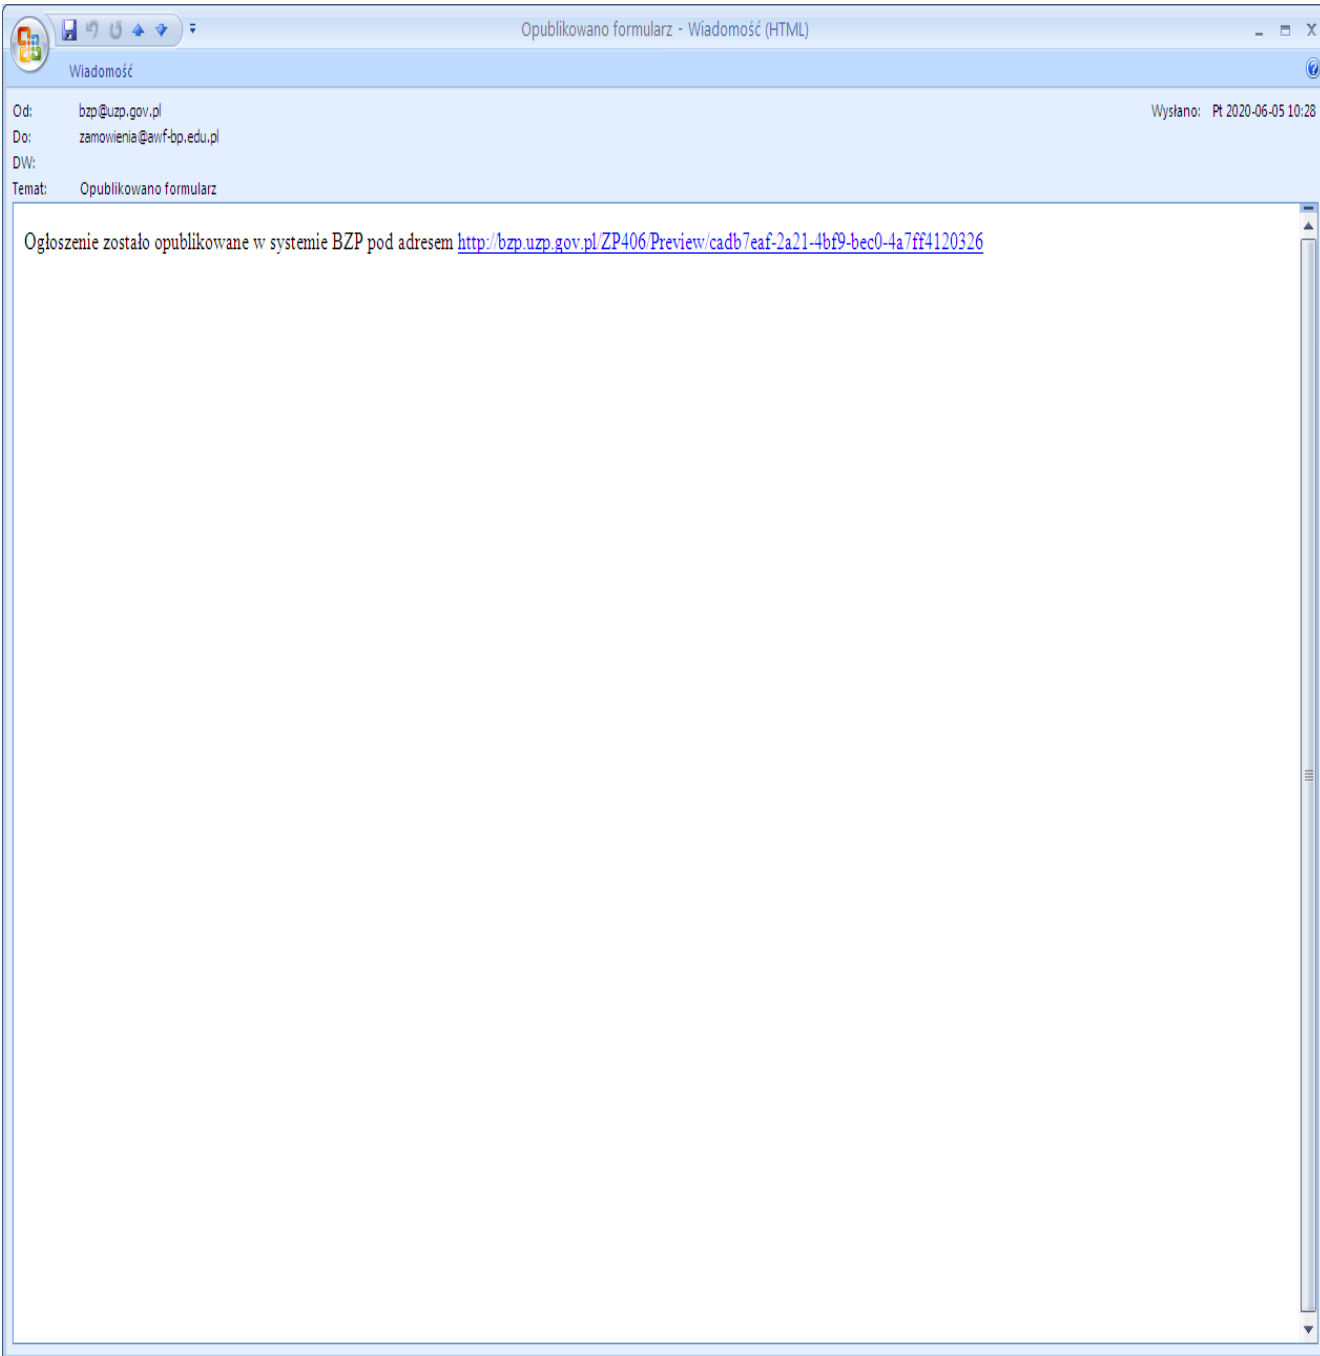 Opublikowano formularz - Wiadomość (HTML)
Wiadomość
Od: bzp@uzp.gov.pl Wysłano: Pt 2020-06-05 10:28
Do: zamowienia@awf-bp.edu.pl
DW:
Temat: Opublikowano formularz
Ogłoszenie zostało opublikowane w systemie BZP pod adresem http://bzp.uzp.gov.pl/ZP406/Preview/cadb7eaf-2a21-4bf9-bec0-4a7ff4120326